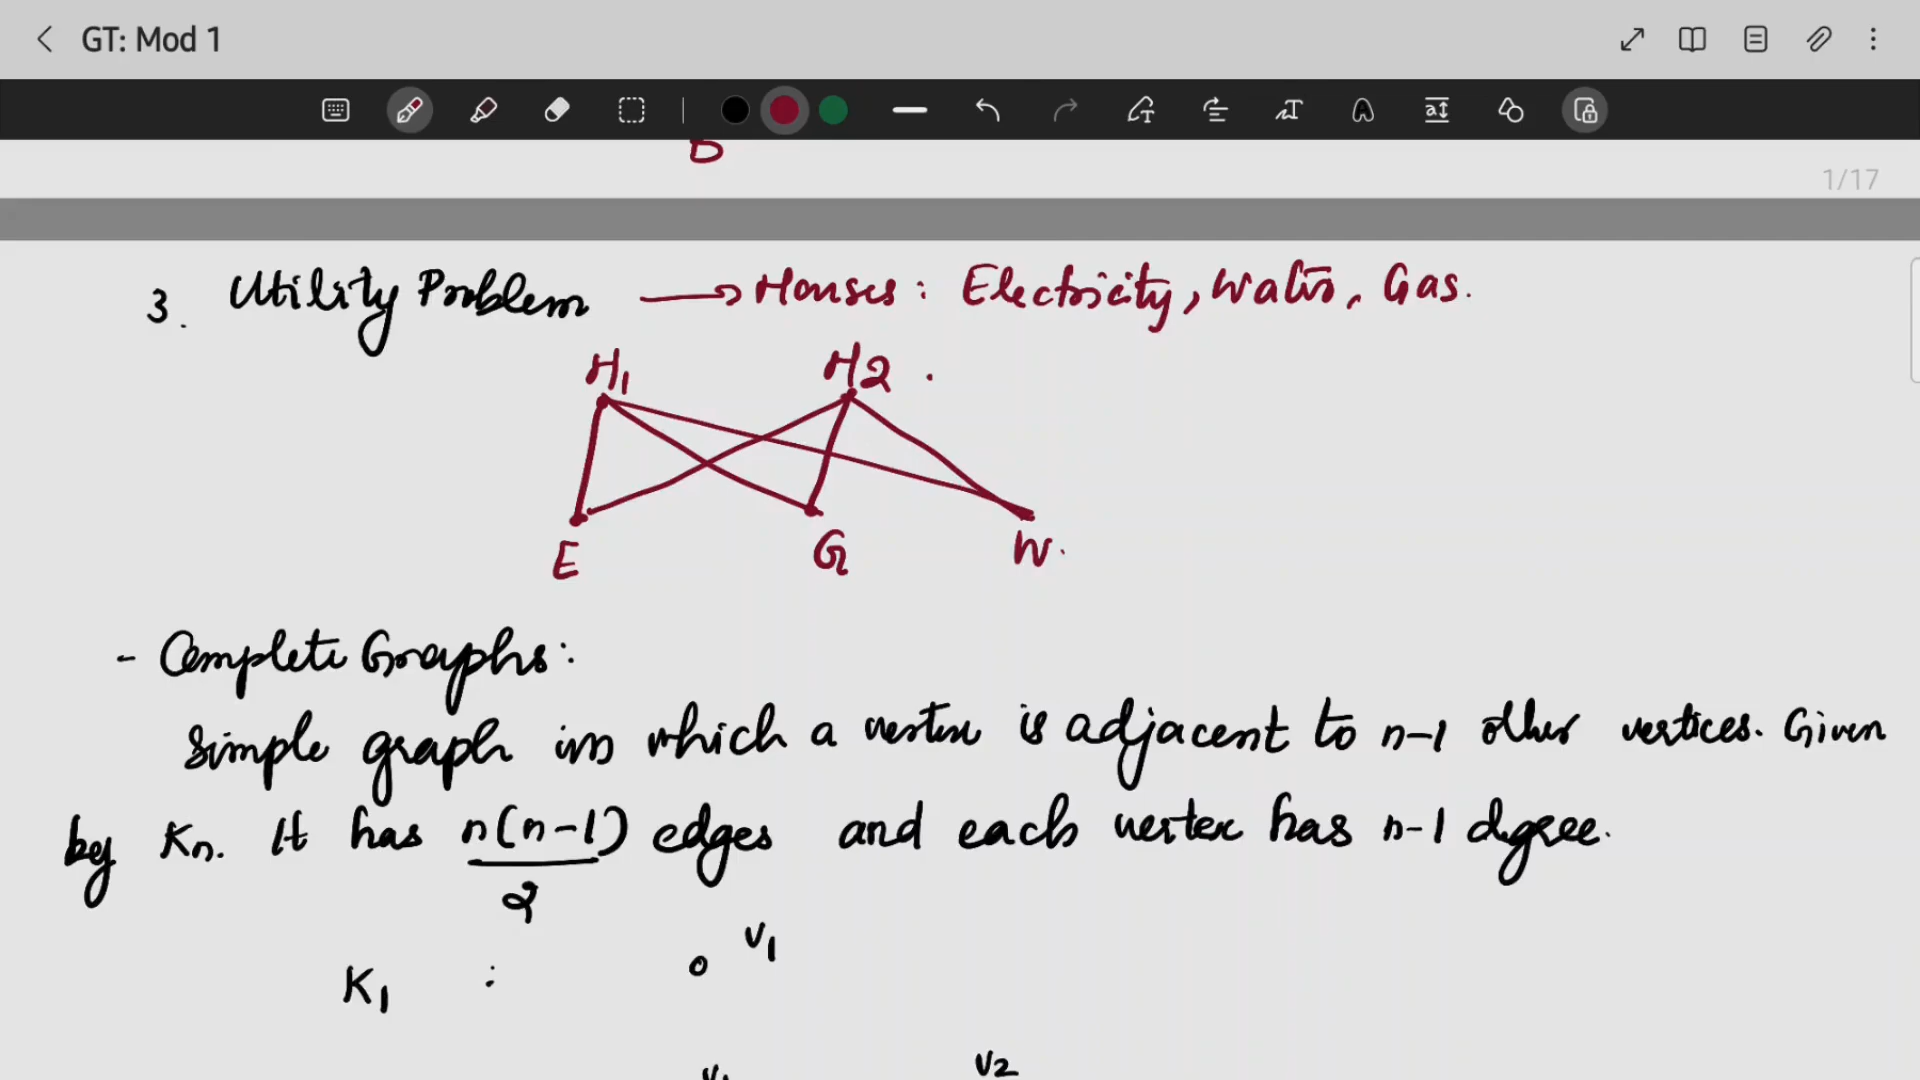 GT: Mod 1
B
1/17
3. Utility Problem → Houses: Electricity, Water, Gas.
H1 H2 .
E G W.
- Complete Graphs:
Simple graph in which a vertex is adjacent to n-1 other vertices. Given
by Kn. It has n(n-1)/2 edges and each vertex has n-1 degree.
K1 : v1
v1 v2